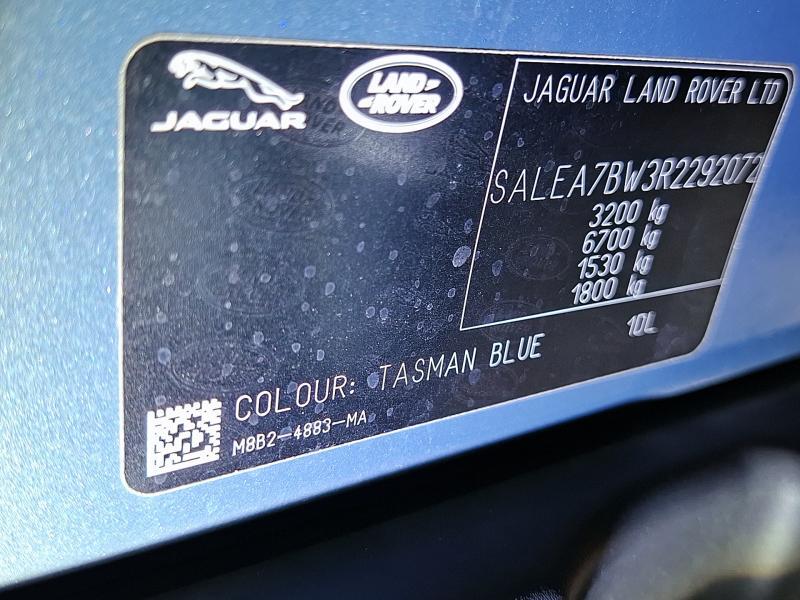 JAGUAR
LAND
ROVER
JAGUAR LAND ROVER LTD
SALEA7BW3R2292072
3200 kg
6700 kg
1530 kg
1800 kg
10L
COLOUR: TASMAN BLUE
M8B2-4883-MA